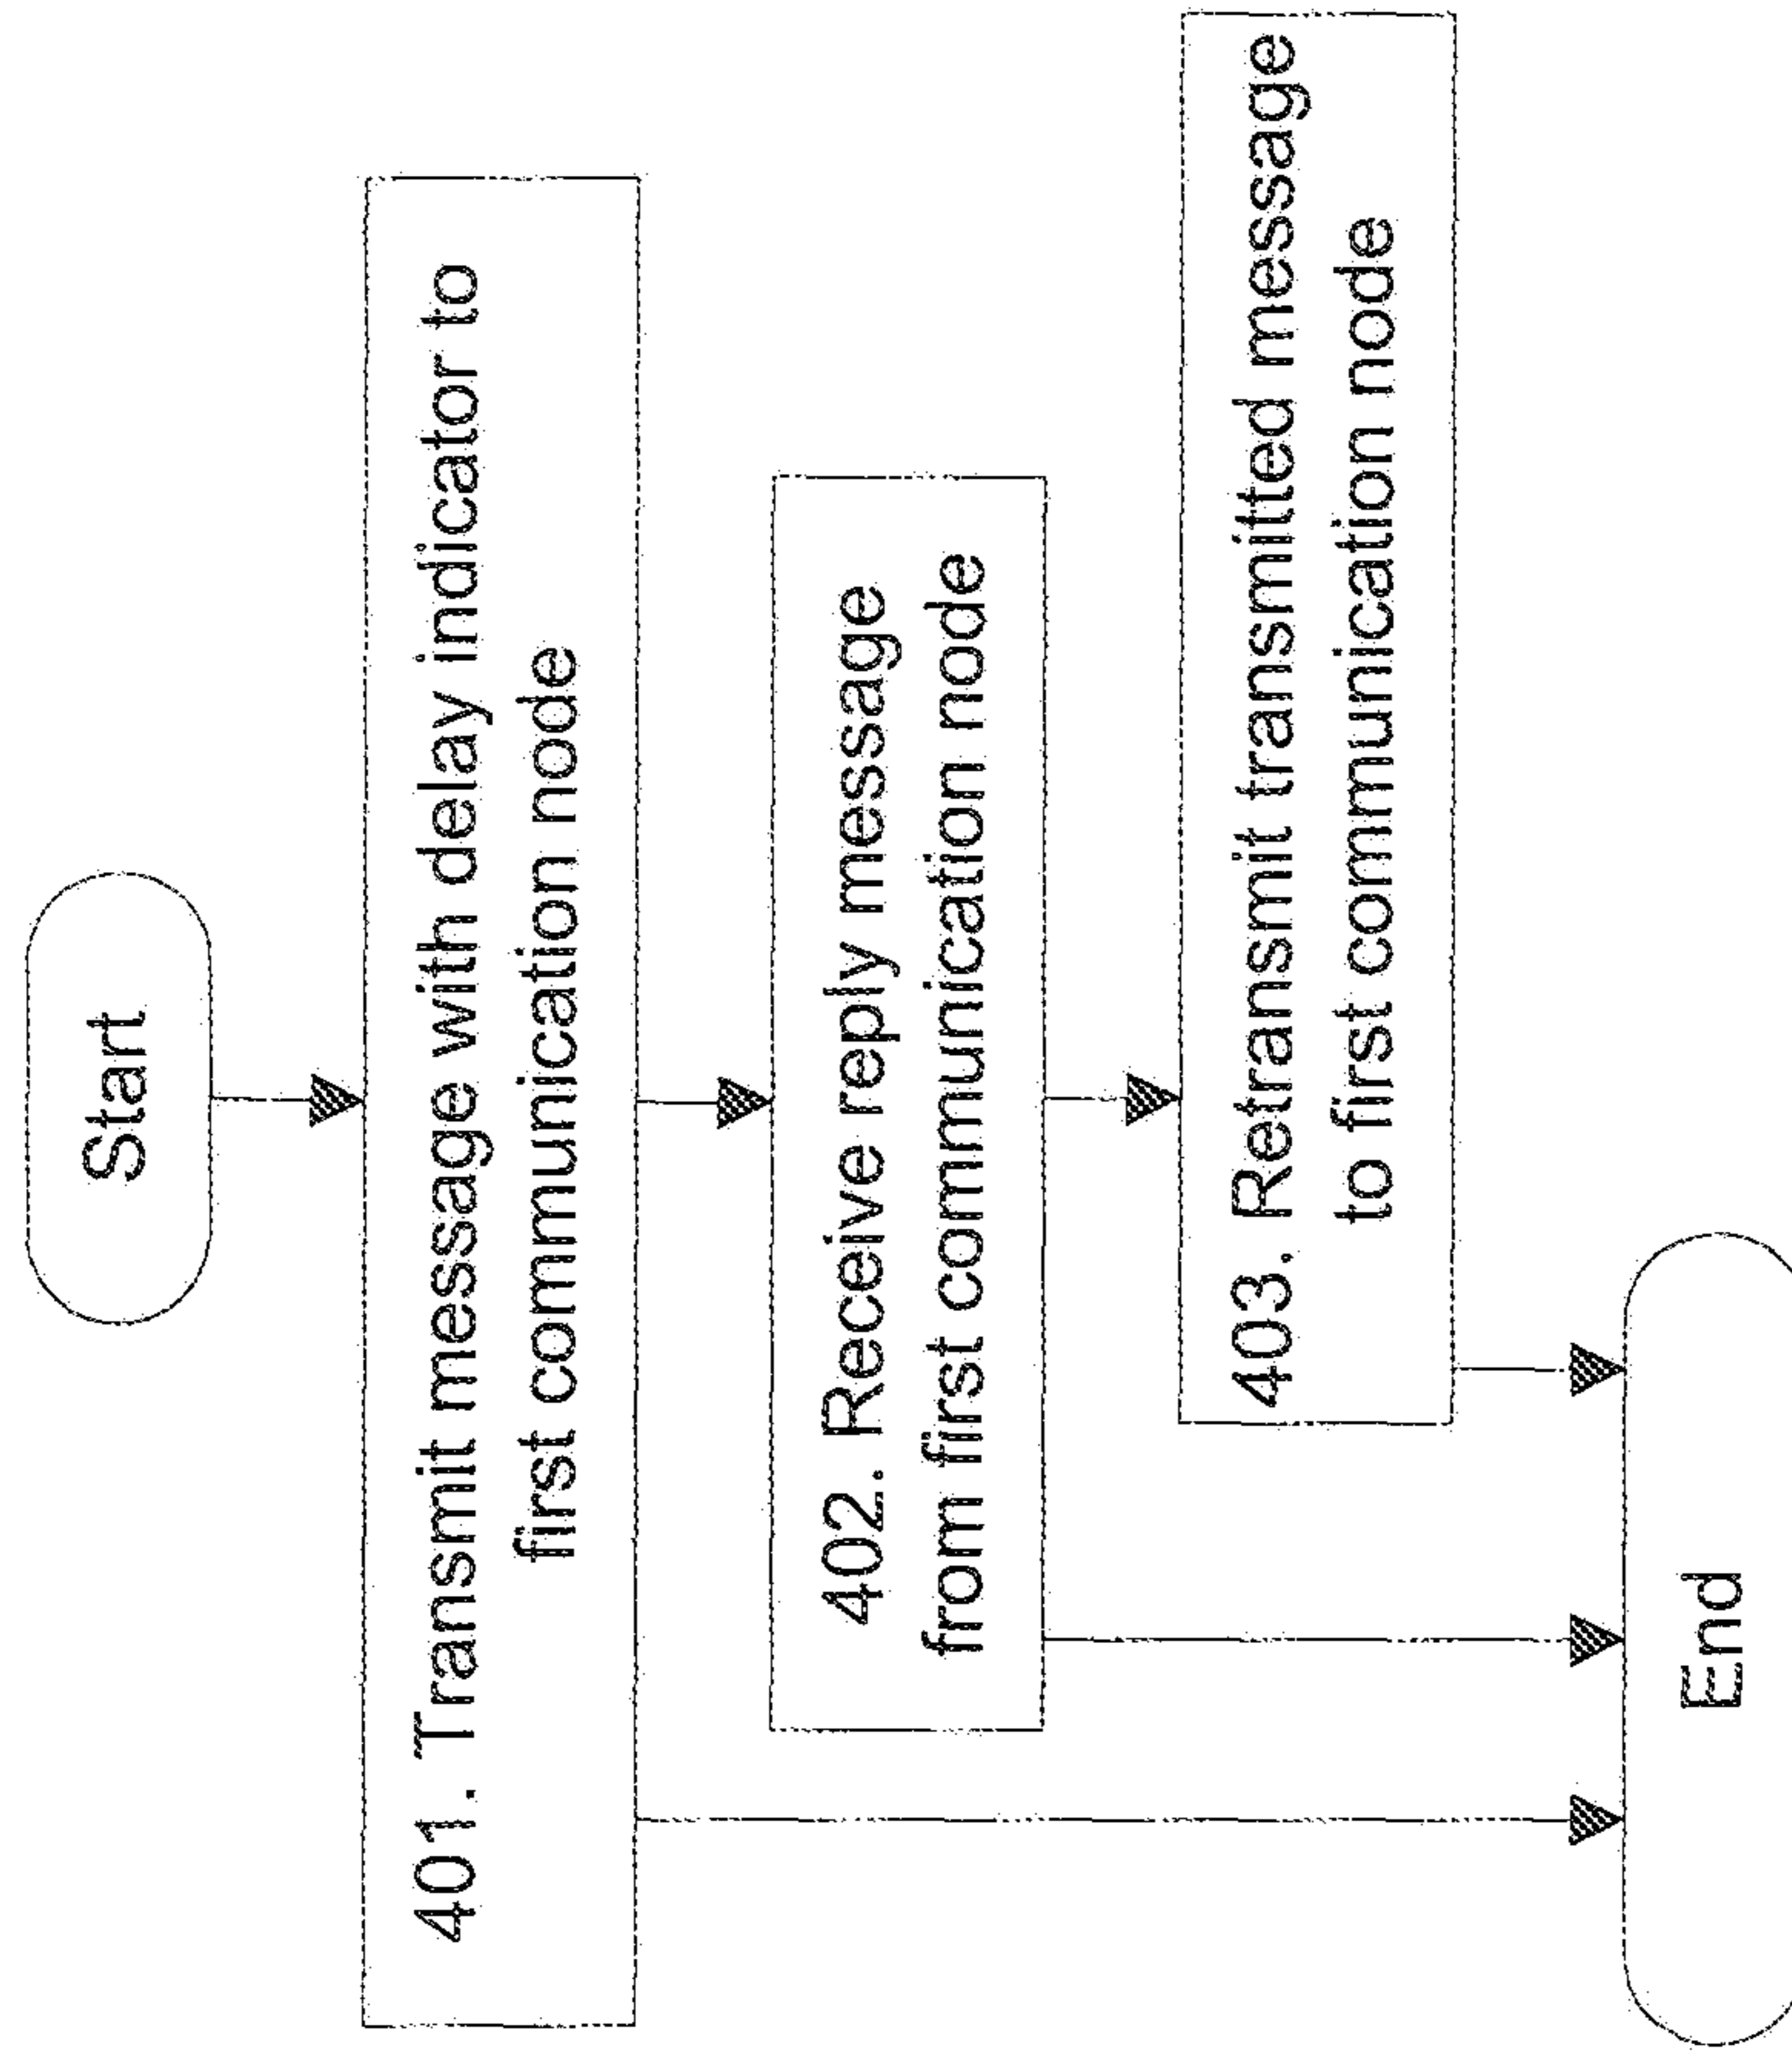 Start
401. Transmit message with delay indicator to
first communication node
402. Receive reply message
from first communication node
403. Retransmit transmitted message
to first communication node
End